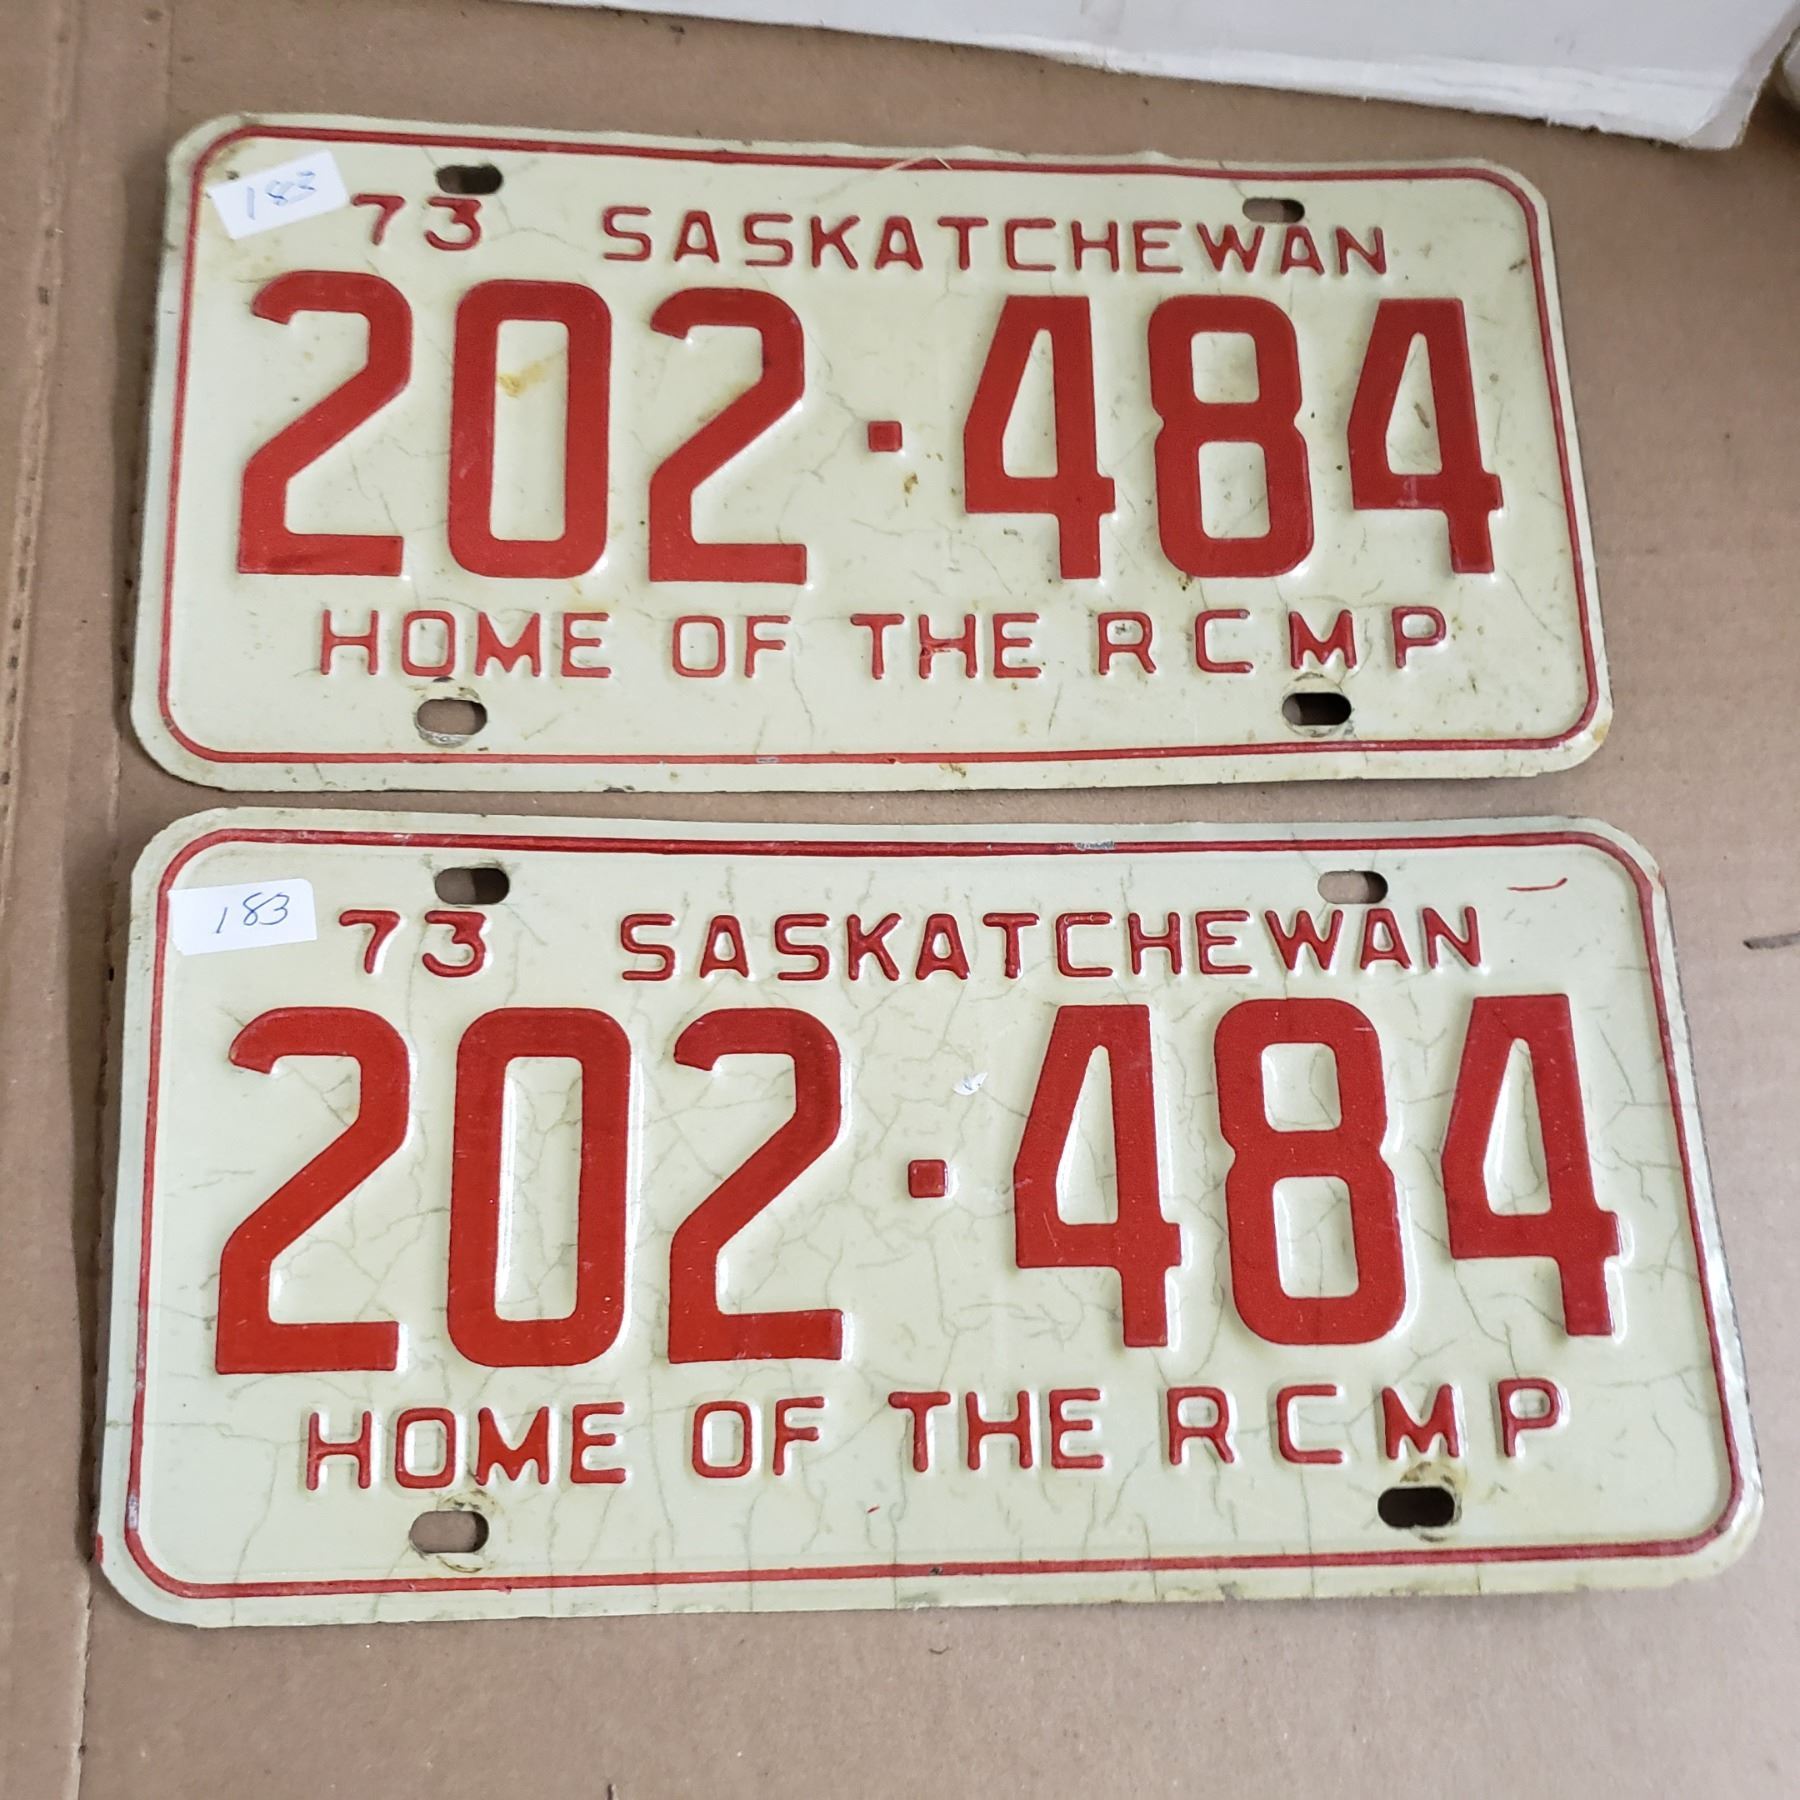 183
73 SASKATCHEWAN
202·484
HOME OF THE RCMP
183
73 SASKATCHEWAN
202·484
HOME OF THE RCMP